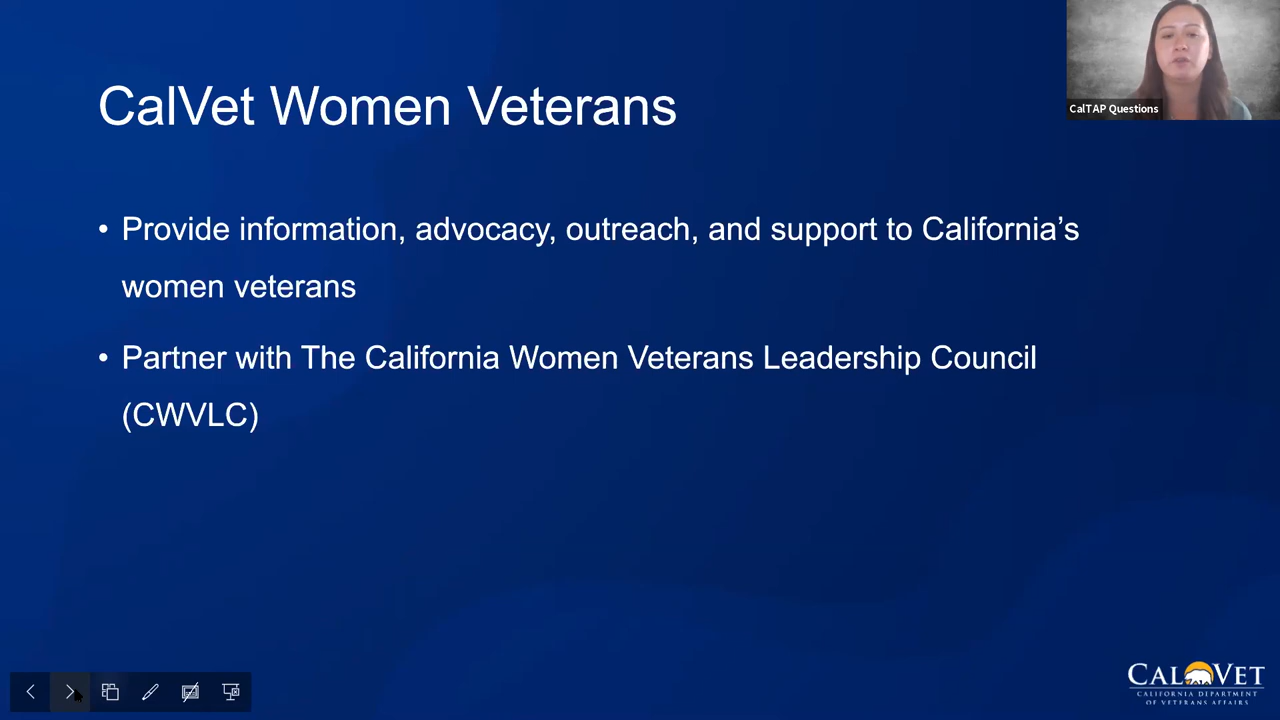 CalTAP Questions
CalVet Women Veterans
• Provide information, advocacy, outreach, and support to California’s
women veterans
• Partner with The California Women Veterans Leadership Council
(CWVLC)
CALVET
CALIFORNIA DEPARTMENT
OF VETERANS AFFAIRS